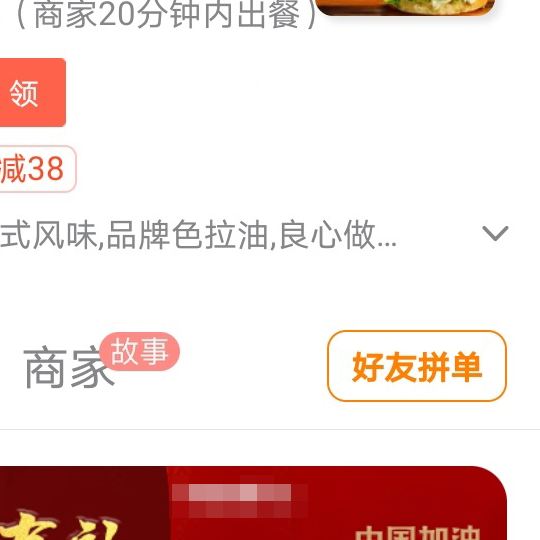 （商家20分钟内出餐）
领
减38
式风味,品牌色拉油,良心做...
商家
故事
好友拼单
中国加油